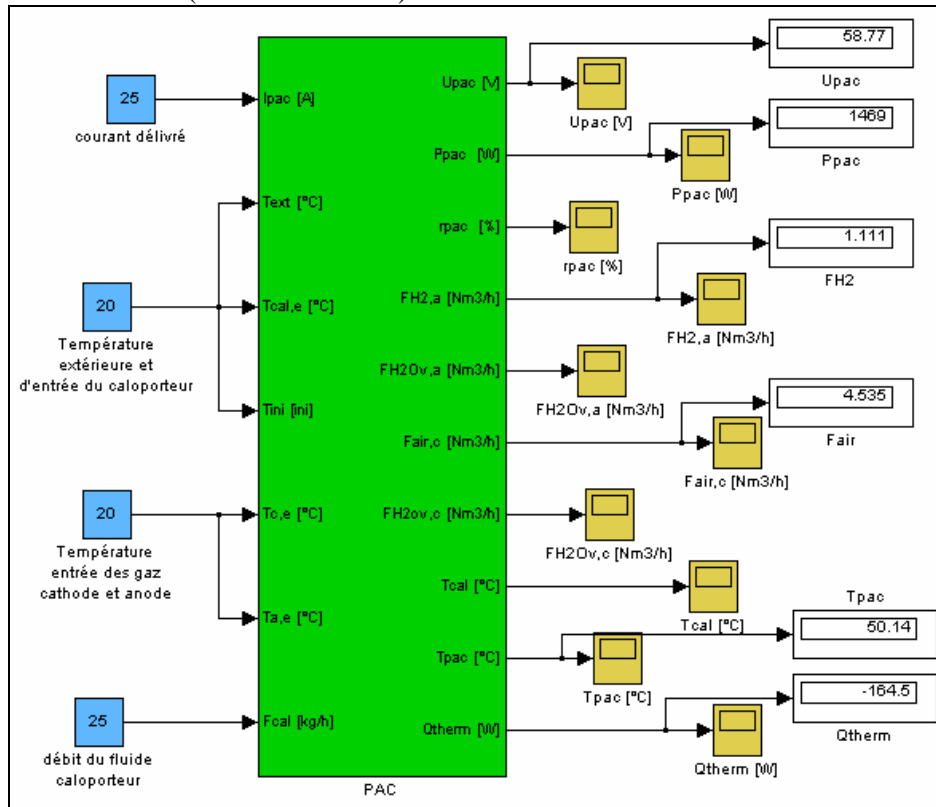 25
courant délivré
20
Température
extérieure et
d'entrée du caloporteur
20
Température
entrée des gaz
cathode et anode
25
débit du fluide
caloporteur
Ipac [A]
Text [°C]
Tcal,e [°C]
Tini [ini]
Tc,e [°C]
Ta,e [°C]
Fcal [kg/h]
Upac [V]
Ppac [W]
rpac [%]
FH2,a [Nm3/h]
FH2Ov,a [Nm3/h]
Fair,c [Nm3/h]
FH2ov,c [Nm3/h]
Tcal [°C]
Tpac [°C]
Qtherm [W]
PAC
58.77
Upac
Upac [V]
1469
Ppac
Ppac [W]
rpac [%]
1.111
FH2
FH2,a [Nm3/h]
FH2Ov,a [Nm3/h]
4.535
Fair
Fair,c [Nm3/h]
FH2Ov,c [Nm3/h]
Tcal [°C]
Tpac
50.14
Tpac [°C]
-164.5
Qtherm
Qtherm [W]